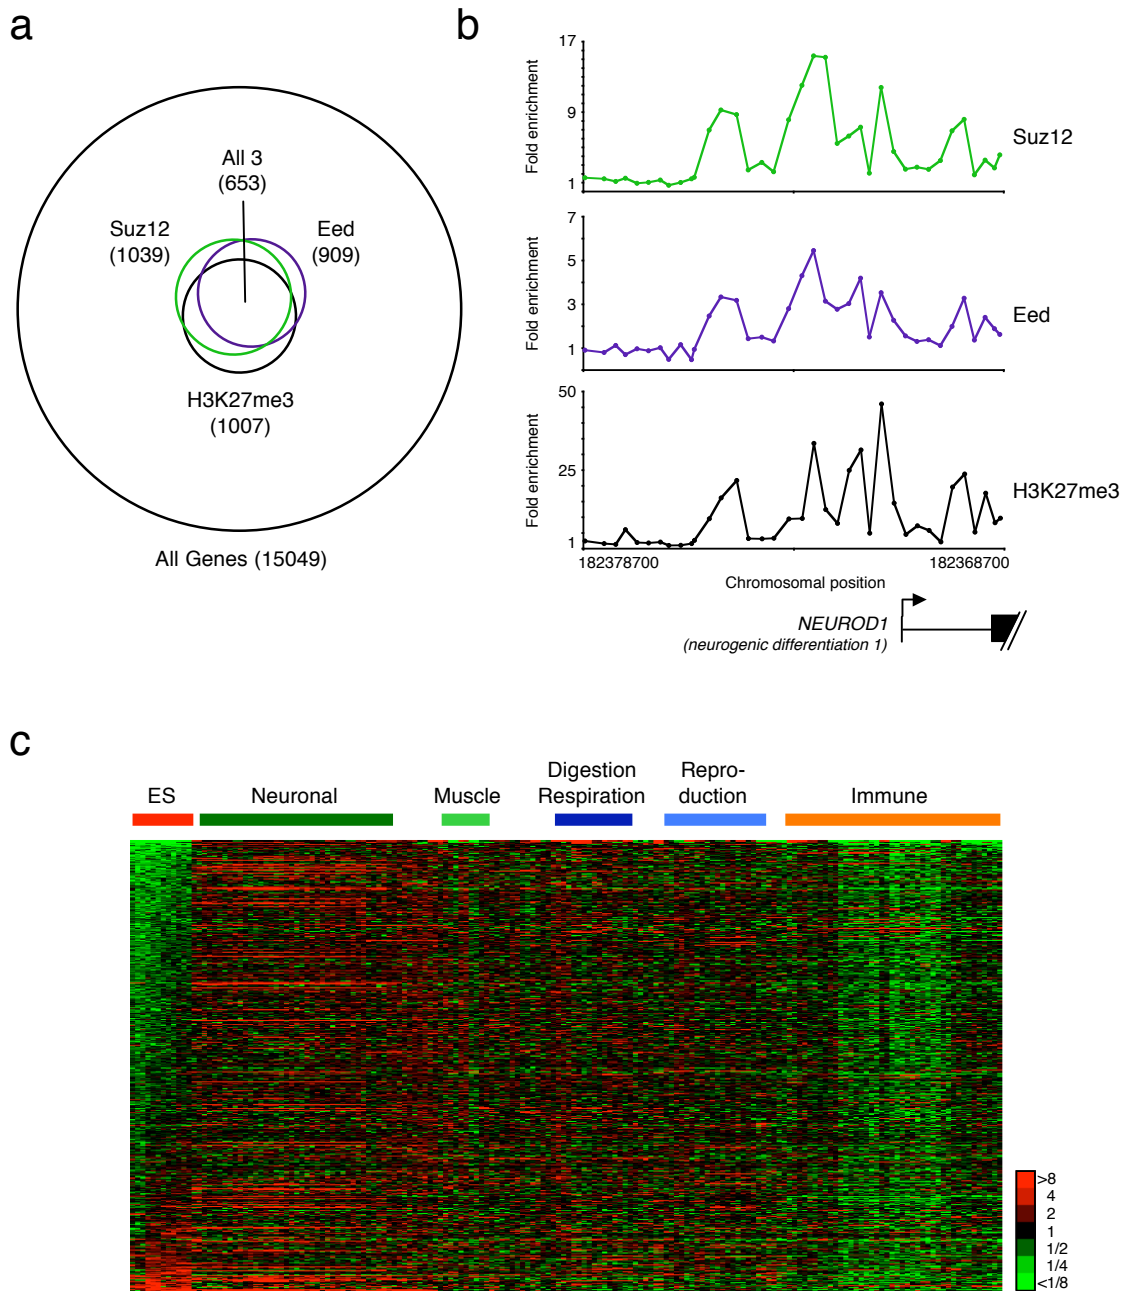 a
All 3
(653)
Suz12
(1039)
Eed
(909)
H3K27me3
(1007)
All Genes (15049)
b
Fold enrichment
17
9
1
Suz12
Fold enrichment
7
5
3
1
Eed
Fold enrichment
50
25
1
H3K27me3
182378700
182368700
Chromosomal position
NEUROD1
(neurogenic differentiation 1)
c
ES
Neuronal
Muscle
Digestion
Respiration
Repro-
duction
Immune
>8
4
2
1
1/2
1/4
<1/8